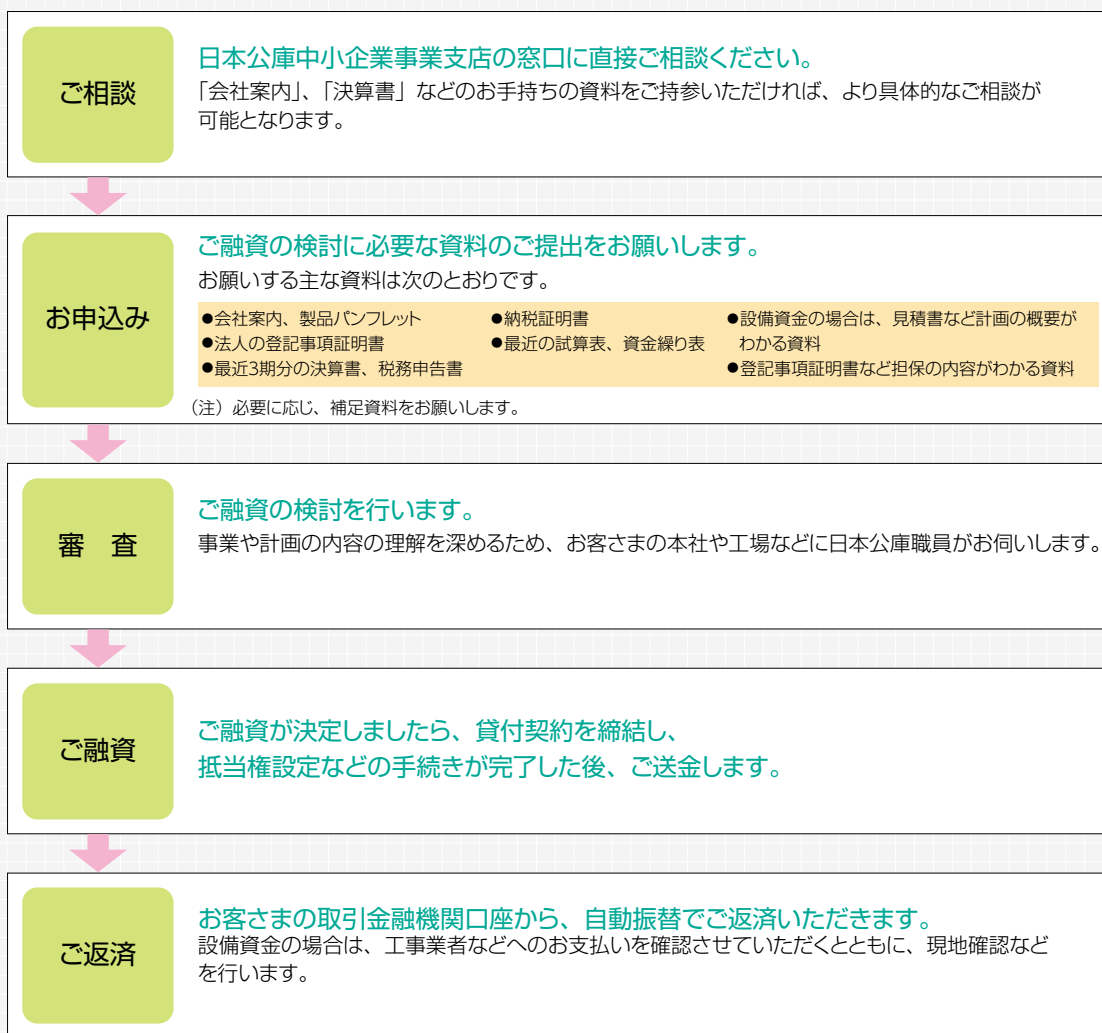 ご相談
日本公庫中小企業事業支店の窓口に直接ご相談ください。
「会社案内」、「決算書」などのお手持ちの資料をご持参いただければ、より具体的なご相談が
可能となります。
お申込み
ご融資の検討に必要な資料のご提出をお願いします。
お願いする主な資料は次のとおりです。
●会社案内、製品パンフレット
●法人の登記事項証明書
●最近3期分の決算書、税務申告書
●納税証明書
●最近の試算表、資金繰り表
●設備資金の場合は、見積書など計画の概要が
わかる資料
●登記事項証明書など担保の内容がわかる資料
（注）必要に応じ、補足資料をお願いします。
審　査
ご融資の検討を行います。
事業や計画の内容の理解を深めるため、お客さまの本社や工場などに日本公庫職員がお伺いします。
ご融資
ご融資が決定しましたら、貸付契約を締結し、
抵当権設定などの手続きが完了した後、ご送金します。
ご返済
お客さまの取引金融機関口座から、自動振替でご返済いただきます。
設備資金の場合は、工事業者などへのお支払いを確認させていただくとともに、現地確認など
を行います。